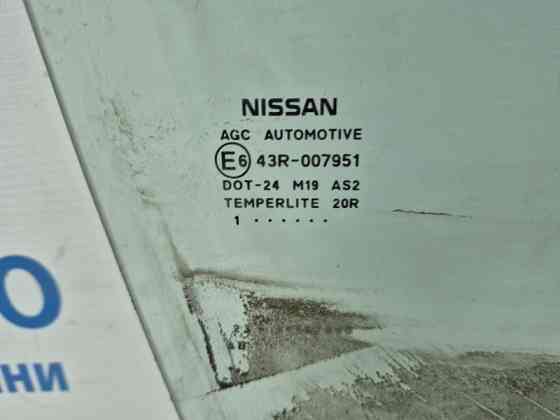 NISSAN
AGC AUTOMOTIVE
E6 43R-007951
DOT-24 M19 AS2
TEMPERLITE 20R
1 · · · · · ·